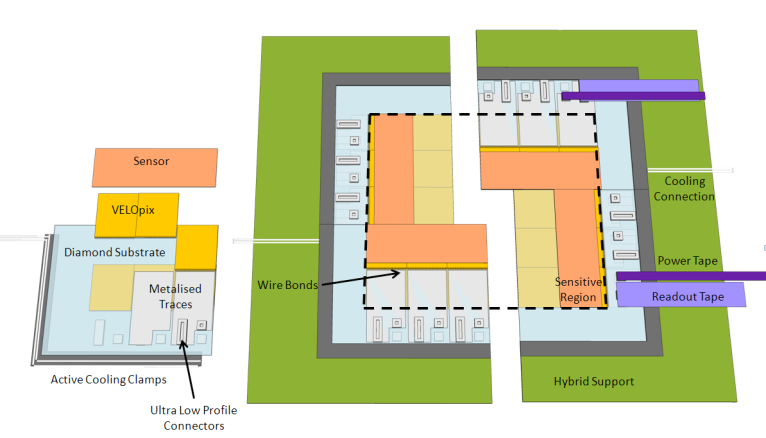 Sensor
VELOpix
Diamond Substrate
Metalised
Traces
Active Cooling Clamps
Ultra Low Profile
Connectors
Wire Bonds
Cooling
Connection
Power Tape
Sensitive
Region
Readout Tape
Hybrid Support